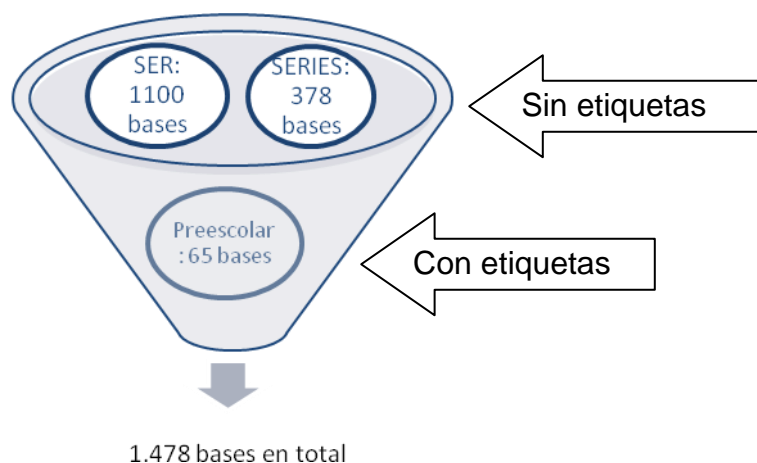 SER:
1100
bases
SERIES:
378
bases
Sin etiquetas
Preescolar
: 65 bases
Con etiquetas
1.478 bases en total